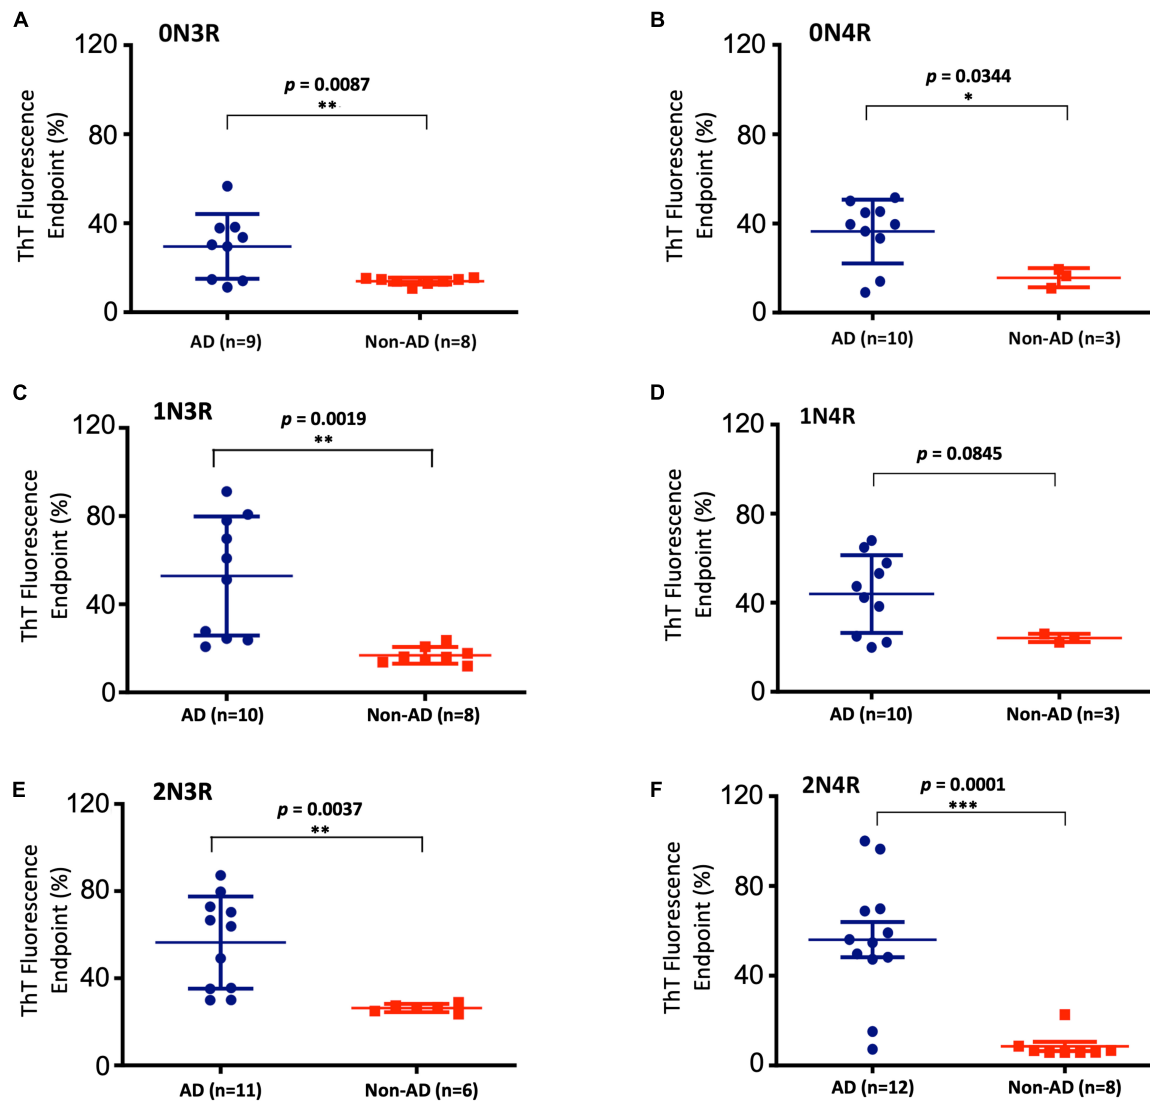 A
0N3R
ThT Fluorescence
Endpoint (%)
120
80
40
0
p = 0.0087
**
AD (n=9)
Non-AD (n=8)
B
0N4R
ThT Fluorescence
Endpoint (%)
120
80
40
0
p = 0.0344
*
AD (n=10)
Non-AD (n=3)
C
1N3R
ThT Fluorescence
Endpoint (%)
120
80
40
0
p = 0.0019
**
AD (n=10)
Non-AD (n=8)
D
1N4R
ThT Fluorescence
Endpoint (%)
120
80
40
0
p = 0.0845
AD (n=10)
Non-AD (n=3)
E
2N3R
ThT Fluorescence
Endpoint (%)
120
80
40
0
p = 0.0037
**
AD (n=11)
Non-AD (n=6)
F
2N4R
ThT Fluorescence
Endpoint (%)
120
80
40
0
p = 0.0001
***
AD (n=12)
Non-AD (n=8)